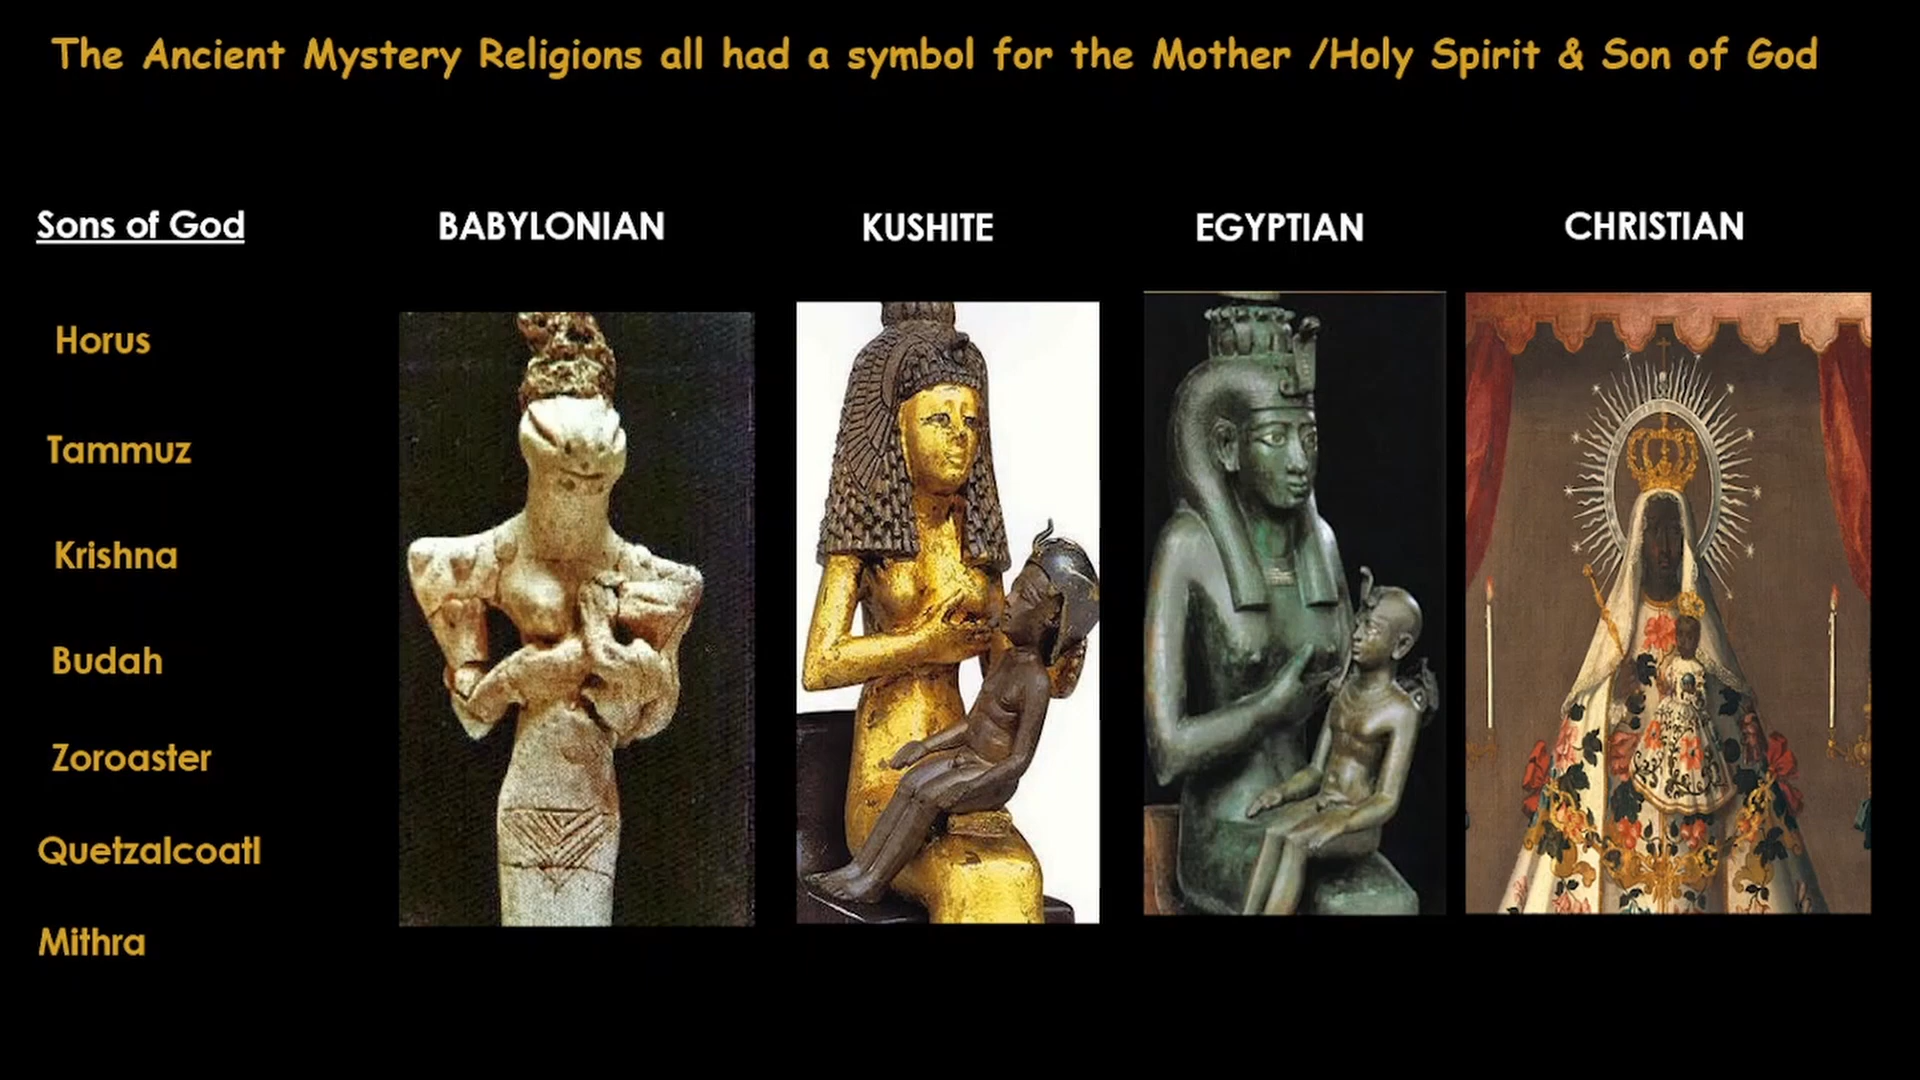 The Ancient Mystery Religions all had a symbol for the Mother /Holy Spirit & Son of God
Sons of God
BABYLONIAN
KUSHITE
EGYPTIAN
CHRISTIAN
Horus
Tammuz
Krishna
Budah
Zoroaster
Quetzalcoatl
Mithra